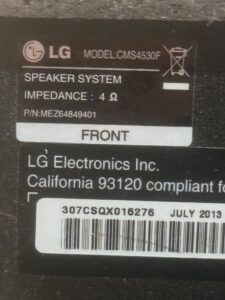 LG MODEL:CMS4530F
SPEAKER SYSTEM
IMPEDANCE : 4 Ω
P/N:MEZ64849401
FRONT
LG Electronics Inc.
California 93120 compliant fo
307CSQX016276 JULY 2013